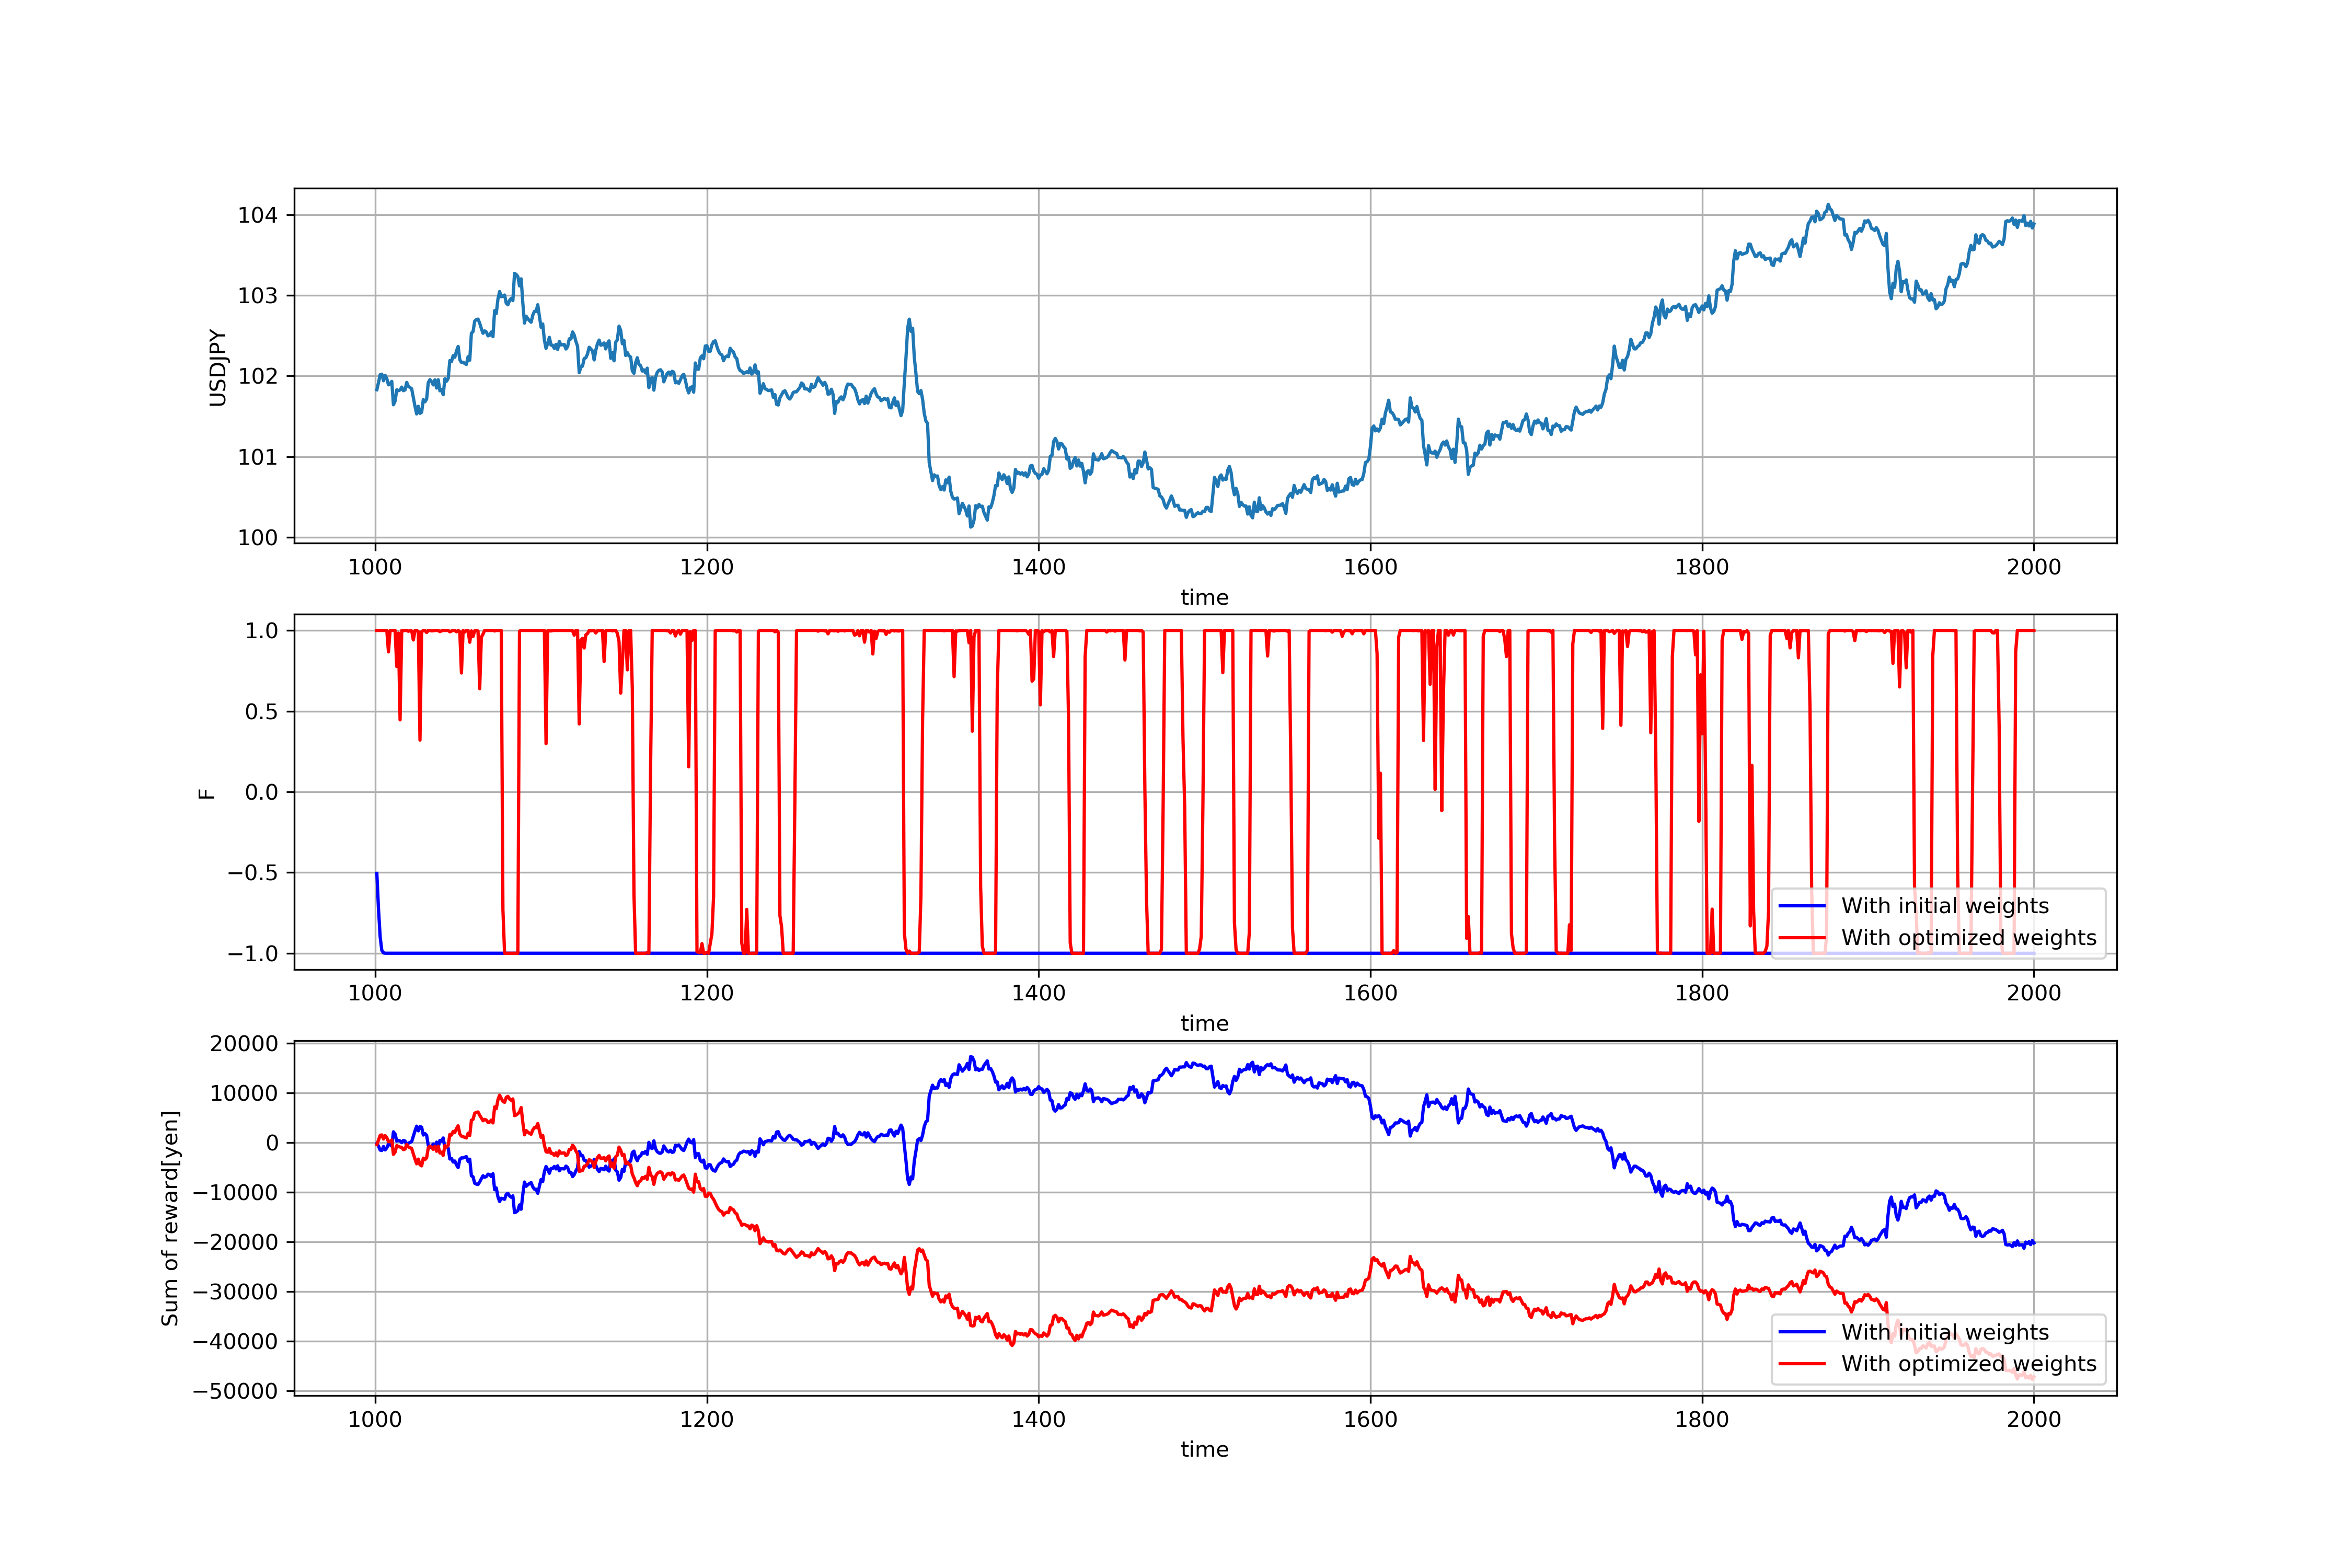 104
103
102
101
100
USDJPY
1000 1200 1400 1600 1800 2000
time
1.0
0.5
0.0
−0.5
−1.0
F
With initial weights
With optimized weights
1000 1200 1400 1600 1800 2000
time
20000
10000
0
−10000
−20000
−30000
−40000
−50000
Sum of reward[yen]
With initial weights
With optimized weights
1000 1200 1400 1600 1800 2000
time